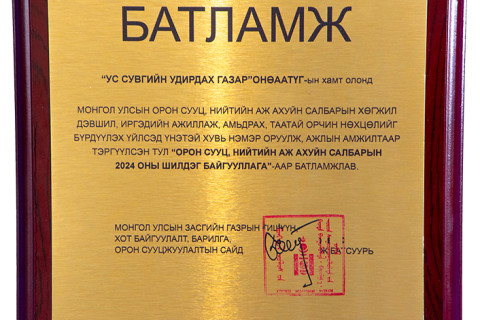 БАТЛАМЖ
"УС СУВГИЙН УДИРДАХ ГАЗАР"ОНӨААТҮГ-ын хамт олонд
МОНГОЛ УЛСЫН ОРОН СУУЦ, НИЙТИЙН АЖ АХУЙН САЛБАРЫН ХӨГЖИЛ
ДЭВШИЛ, ИРГЭДИЙН АЖИЛЛАЖ, АМЬДРАХ, ТААТАЙ ОРЧИН НӨХЦӨЛИЙГ
БҮРДҮҮЛЭХ ҮЙЛСЭД ҮНЭТЭЙ ХУВЬ НЭМЭР ОРУУЛЖ, АЖЛЫН АМЖИЛТААР
ТЭРГҮҮЛСЭН ТУЛ "ОРОН СУУЦ, НИЙТИЙН АЖ АХУЙН САЛБАРЫН
2024 ОНЫ ШИЛДЭГ БАЙГУУЛЛАГА"-ААР БАТЛАМЖЛАВ.
МОНГОЛ УЛСЫН ЗАСГИЙН ГАЗРЫН ГИШҮҮН,
ХОТ БАЙГУУЛАЛТ, БАРИЛГА,
ОРОН СУУЦЖУУЛАЛТЫН САЙД Ж.БАТСУУРЬ